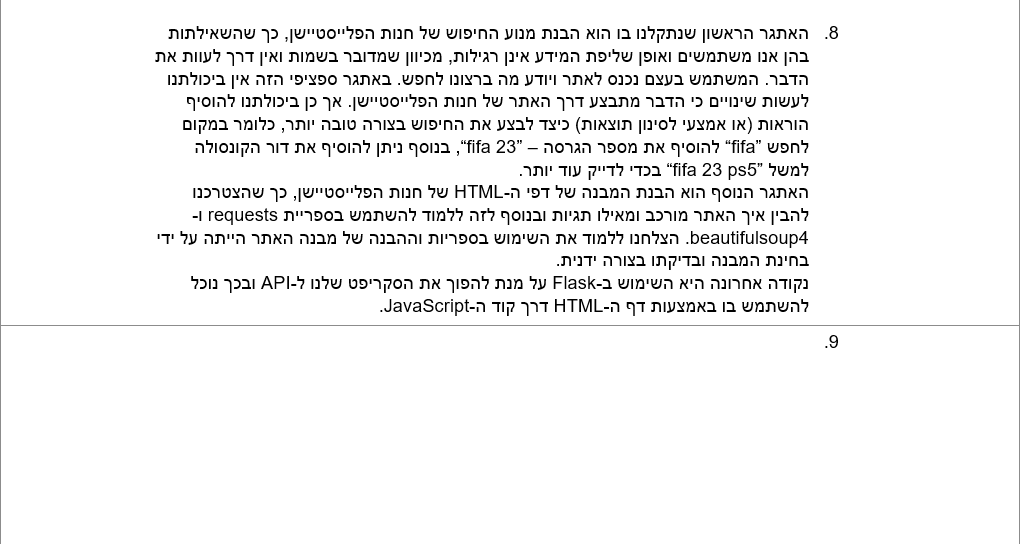 8. האתגר הראשון שנתקלנו בו הוא הבנת מנוע החיפוש של חנות הפלייסטיישן, כך שהשאילתות
בהן אנו משתמשים ואופן שליפת המידע אינן רגילות, מכיוון שמדובר בשמות ואין דרך לעוות את
הדבר. המשתמש בעצם נכנס לאתר ויודע מה ברצונו לחפש. באתגר ספציפי הזה אין ביכולתנו
לעשות שינויים כי הדבר מתבצע דרך האתר של חנות הפלייסטיישן. אך כן ביכולתנו להוסיף
הוראות (או אמצעי לסינון תוצאות) כיצד לבצע את החיפוש בצורה טובה יותר, כלומר במקום
לחפש ”fifa“ להוסיף את מספר הגרסה – ”fifa 23“, בנוסף ניתן להוסיף את דור הקונסולה
למשל ”fifa 23 ps5“ בכדי לדייק עוד יותר.
האתגר הנוסף הוא הבנת המבנה של דפי ה-HTML של חנות הפלייסטיישן, כך שהצטרכנו
להבין איך האתר מורכב ומאילו תגיות ובנוסף לזה ללמוד להשתמש בספריית requests ו-
beautifulsoup4. הצלחנו ללמוד את השימוש בספריות וההבנה של מבנה האתר הייתה על ידי
בחינת המבנה ובדיקתו בצורה ידנית.
נקודה אחרונה היא השימוש ב-Flask על מנת להפוך את הסקריפט שלנו ל-API ובכך נוכל
להשתמש בו באמצעות דף ה-HTML דרך קוד ה-JavaScript.
9.